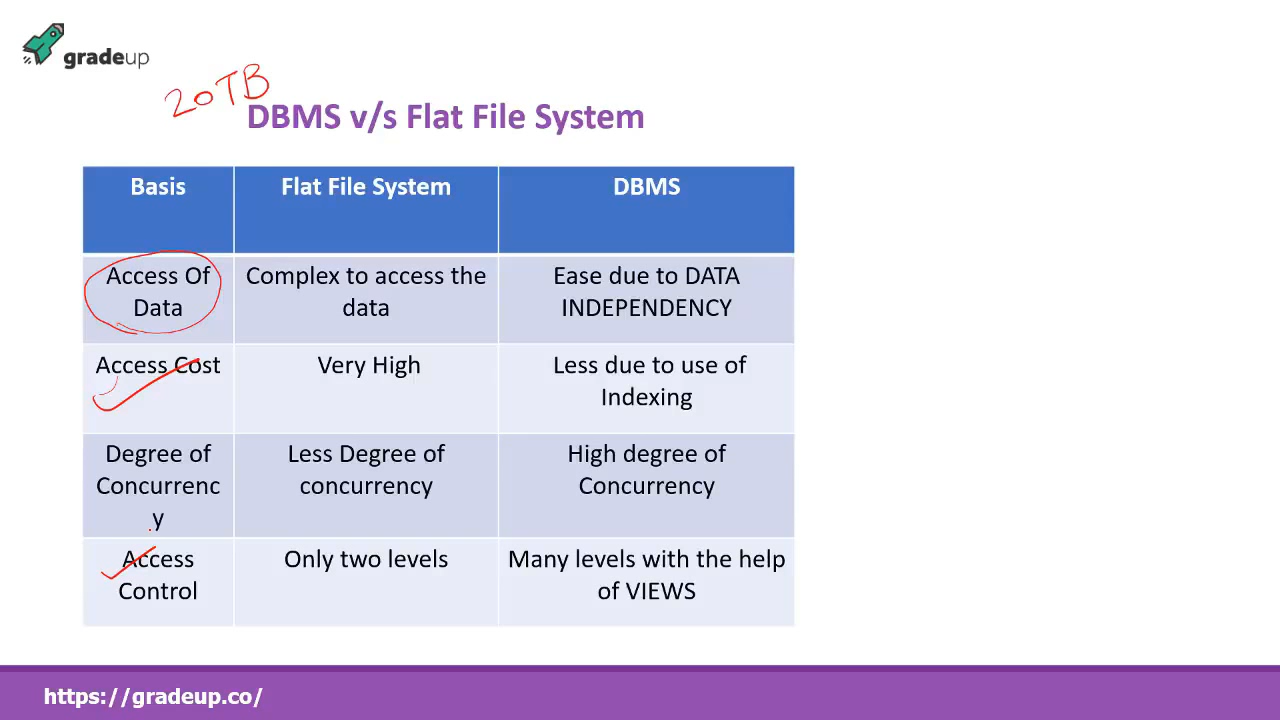 gradeup
20TB
DBMS v/s Flat File System
Basis
Flat File System
DBMS
Access Of
Data
Complex to access the
data
Ease due to DATA
INDEPENDENCY
Access Cost
Very High
Less due to use of
Indexing
Degree of
Concurrenc
y
Less Degree of
concurrency
High degree of
Concurrency
Access
Control
Only two levels
Many levels with the help
of VIEWS
https://gradeup.co/